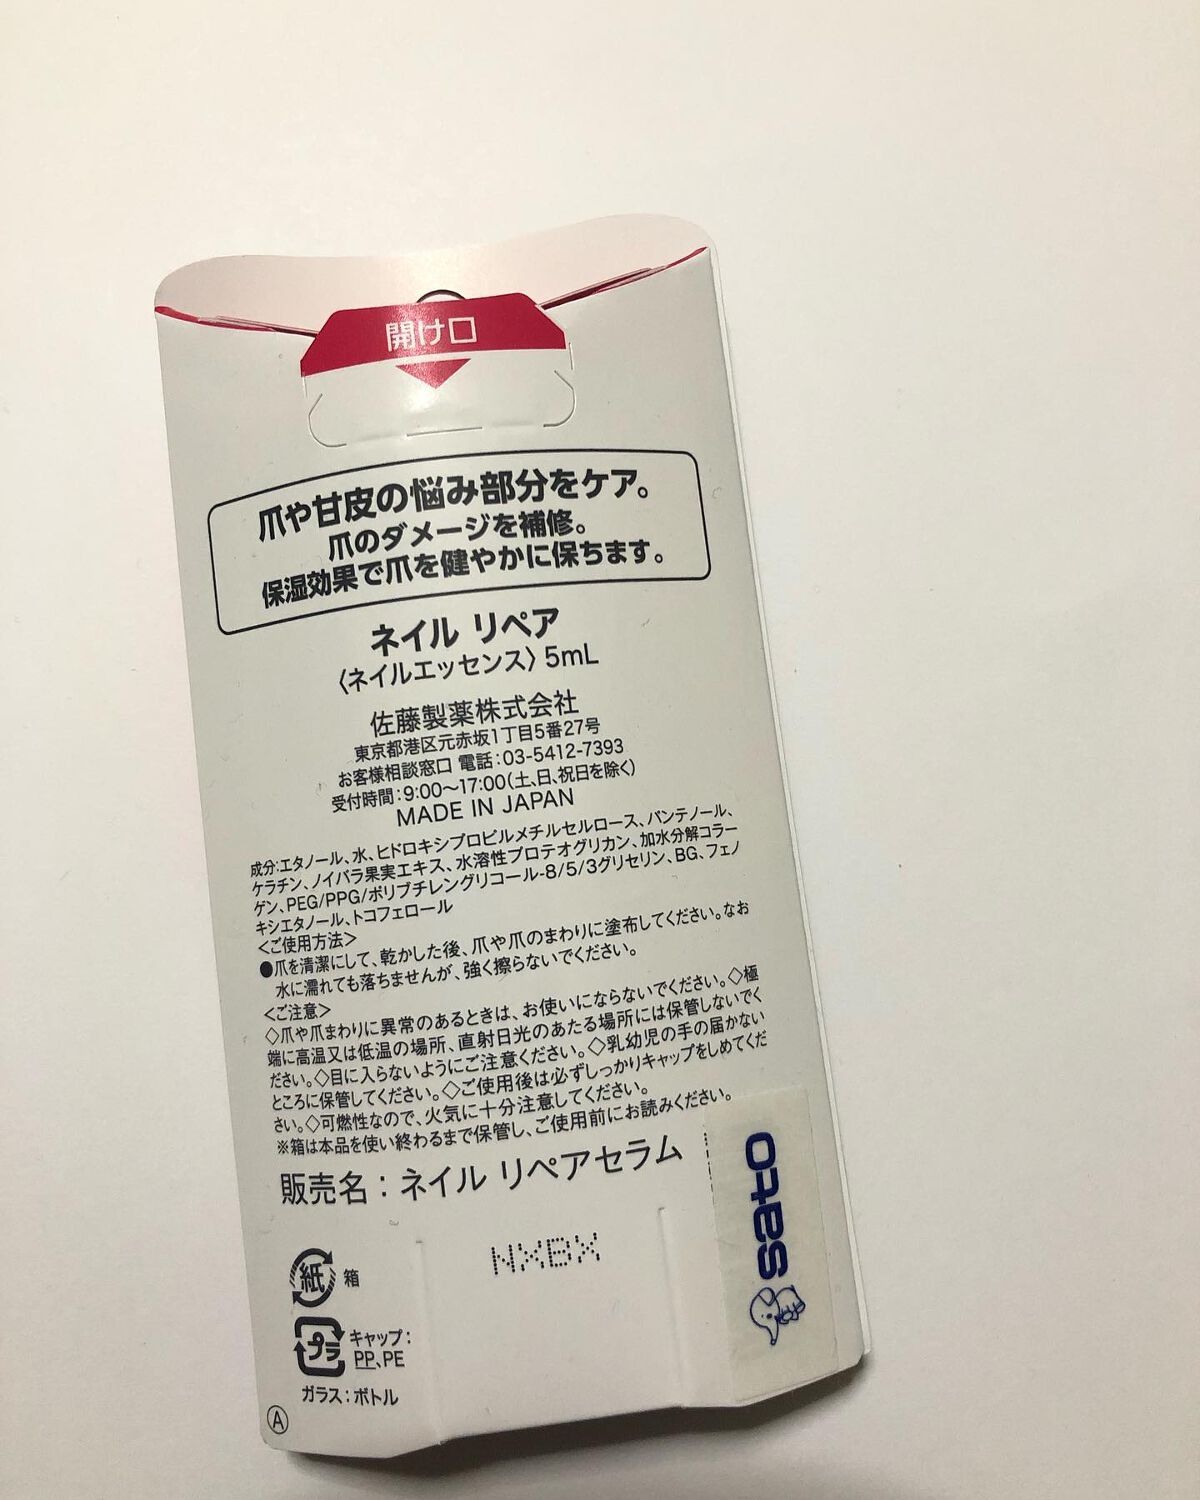 開け口
爪や甘皮の悩み部分をケア。
爪のダメージを補修。
保湿効果で爪を健やかに保ちます。
ネイル リペア
〈ネイルエッセンス〉5mL
佐藤製薬株式会社
東京都港区元赤坂1丁目5番27号
お客様相談窓口 電話:03-5412-7393
受付時間:9:00〜17:00(土、日、祝日を除く)
MADE IN JAPAN
成分:エタノール、水、ヒドロキシプロピルメチルセルロース、パンテノール、
ケラチン、ノイバラ果実エキス、水溶性プロテオグリカン、加水分解コラー
ゲン、PEG/PPG/ポリブチレングリコール-8/5/3グリセリン、BG、フェノ
キシエタノール、トコフェロール
<ご使用方法>
●爪を清潔にして、乾かした後、爪や爪のまわりに塗布してください。なお
水に濡れても落ちませんが、強く擦らないでください。
<ご注意>
◇爪や爪まわりに異常のあるときは、お使いにならないでください。◇極
端に高温又は低温の場所、直射日光のあたる場所には保管しないでく
ださい。◇目に入らないようにご注意ください。◇乳幼児の手の届かない
ところに保管してください。◇ご使用後は必ずしっかりキャップをしめてくだ
さい。◇可燃性なので、火気に十分注意してください。
※箱は本品を使い終わるまで保管し、ご使用前にお読みください。
販売名:ネイル リペアセラム
sato
NXBX
紙 箱
プラ キャップ:
PP、PE
ガラス:ボトル
A